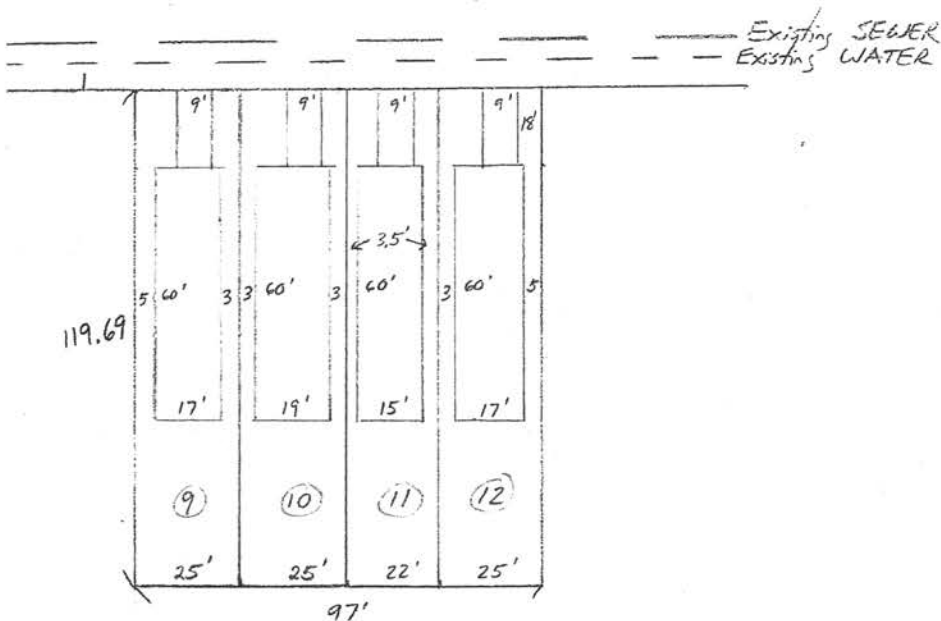 Existing SEWER
Existing WATER
9' 9' 9' 9'
18'
3.5'
5 60' 3 3 60' 3 60' 3 60' 5
119.69
17' 19' 15' 17'
9 10 11 12
25' 25' 22' 25'
97'